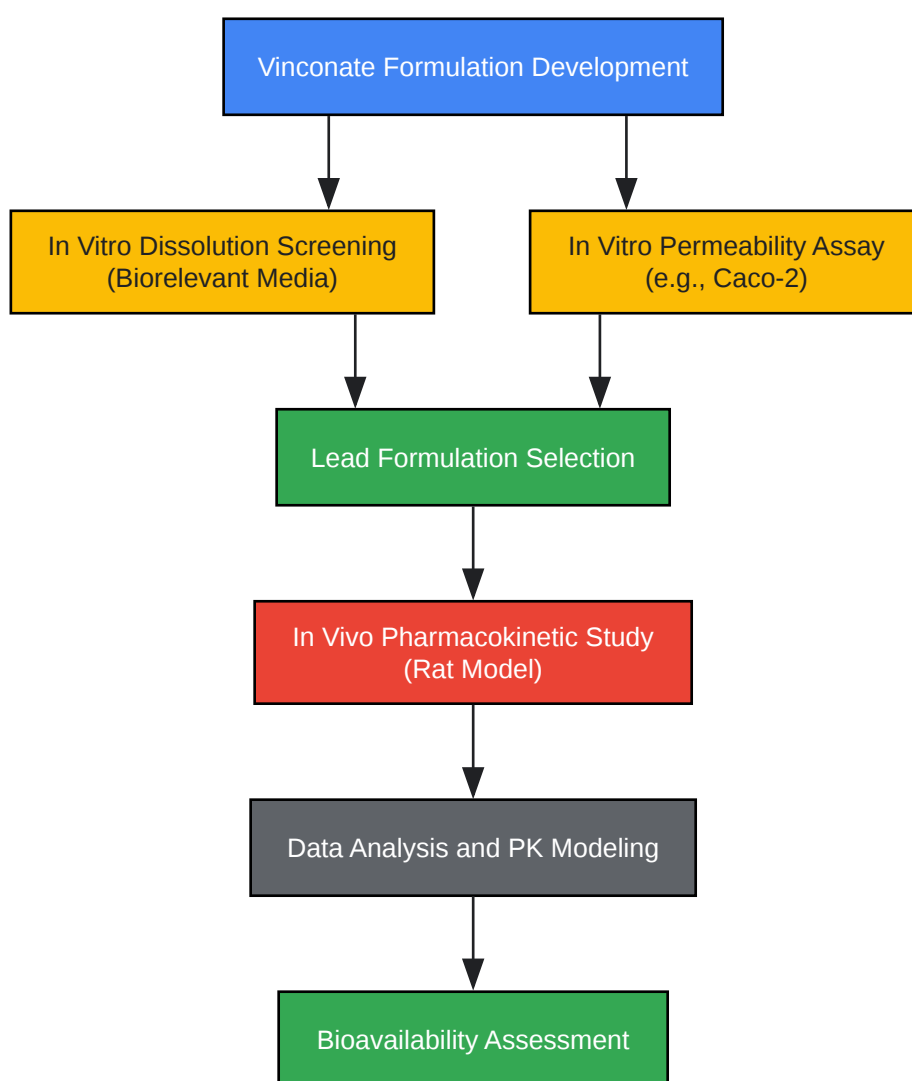 Vinconate Formulation Development
In Vitro Dissolution Screening
(Biorelevant Media)
In Vitro Permeability Assay
(e.g., Caco-2)
Lead Formulation Selection
In Vivo Pharmacokinetic Study
(Rat Model)
Data Analysis and PK Modeling
Bioavailability Assessment